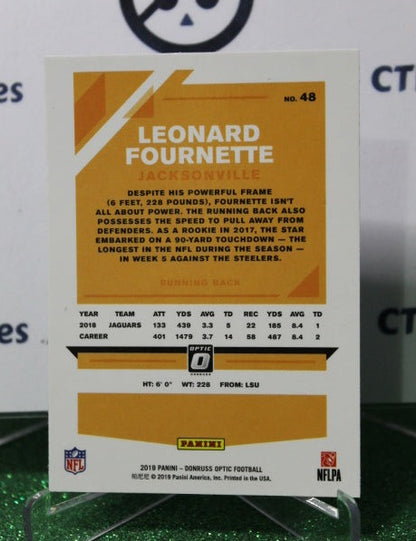 NO. 48
LEONARD
FOURNETTE
JACKSONVILLE
DESPITE HIS POWERFUL FRAME
(6 FEET, 228 POUNDS), FOURNETTE ISN'T
ALL ABOUT POWER. THE RUNNING BACK ALSO
POSSESSES THE SPEED TO PULL AWAY FROM
DEFENDERS. AS A ROOKIE IN 2017, THE STAR
EMBARKED ON A 90-YARD TOUCHDOWN — THE
LONGEST IN THE NFL DURING THE SEASON —
IN WEEK 5 AGAINST THE STEELERS.
RUNNING BACK
YEAR TEAM ATT YDS AVG TD REC YDS AVG TD
2018 JAGUARS 133 439 3.3 5 22 185 8.4 1
CAREER 401 1479 3.7 14 58 487 8.4 2
OPTIC
DONRUSS
HT: 6' 0" WT: 228 FROM: LSU
PANINI
NFL
NFLPA
2019 PANINI – DONRUSS OPTIC FOOTBALL
帕尼尼 © 2019 Panini America, Inc. Printed in the USA.